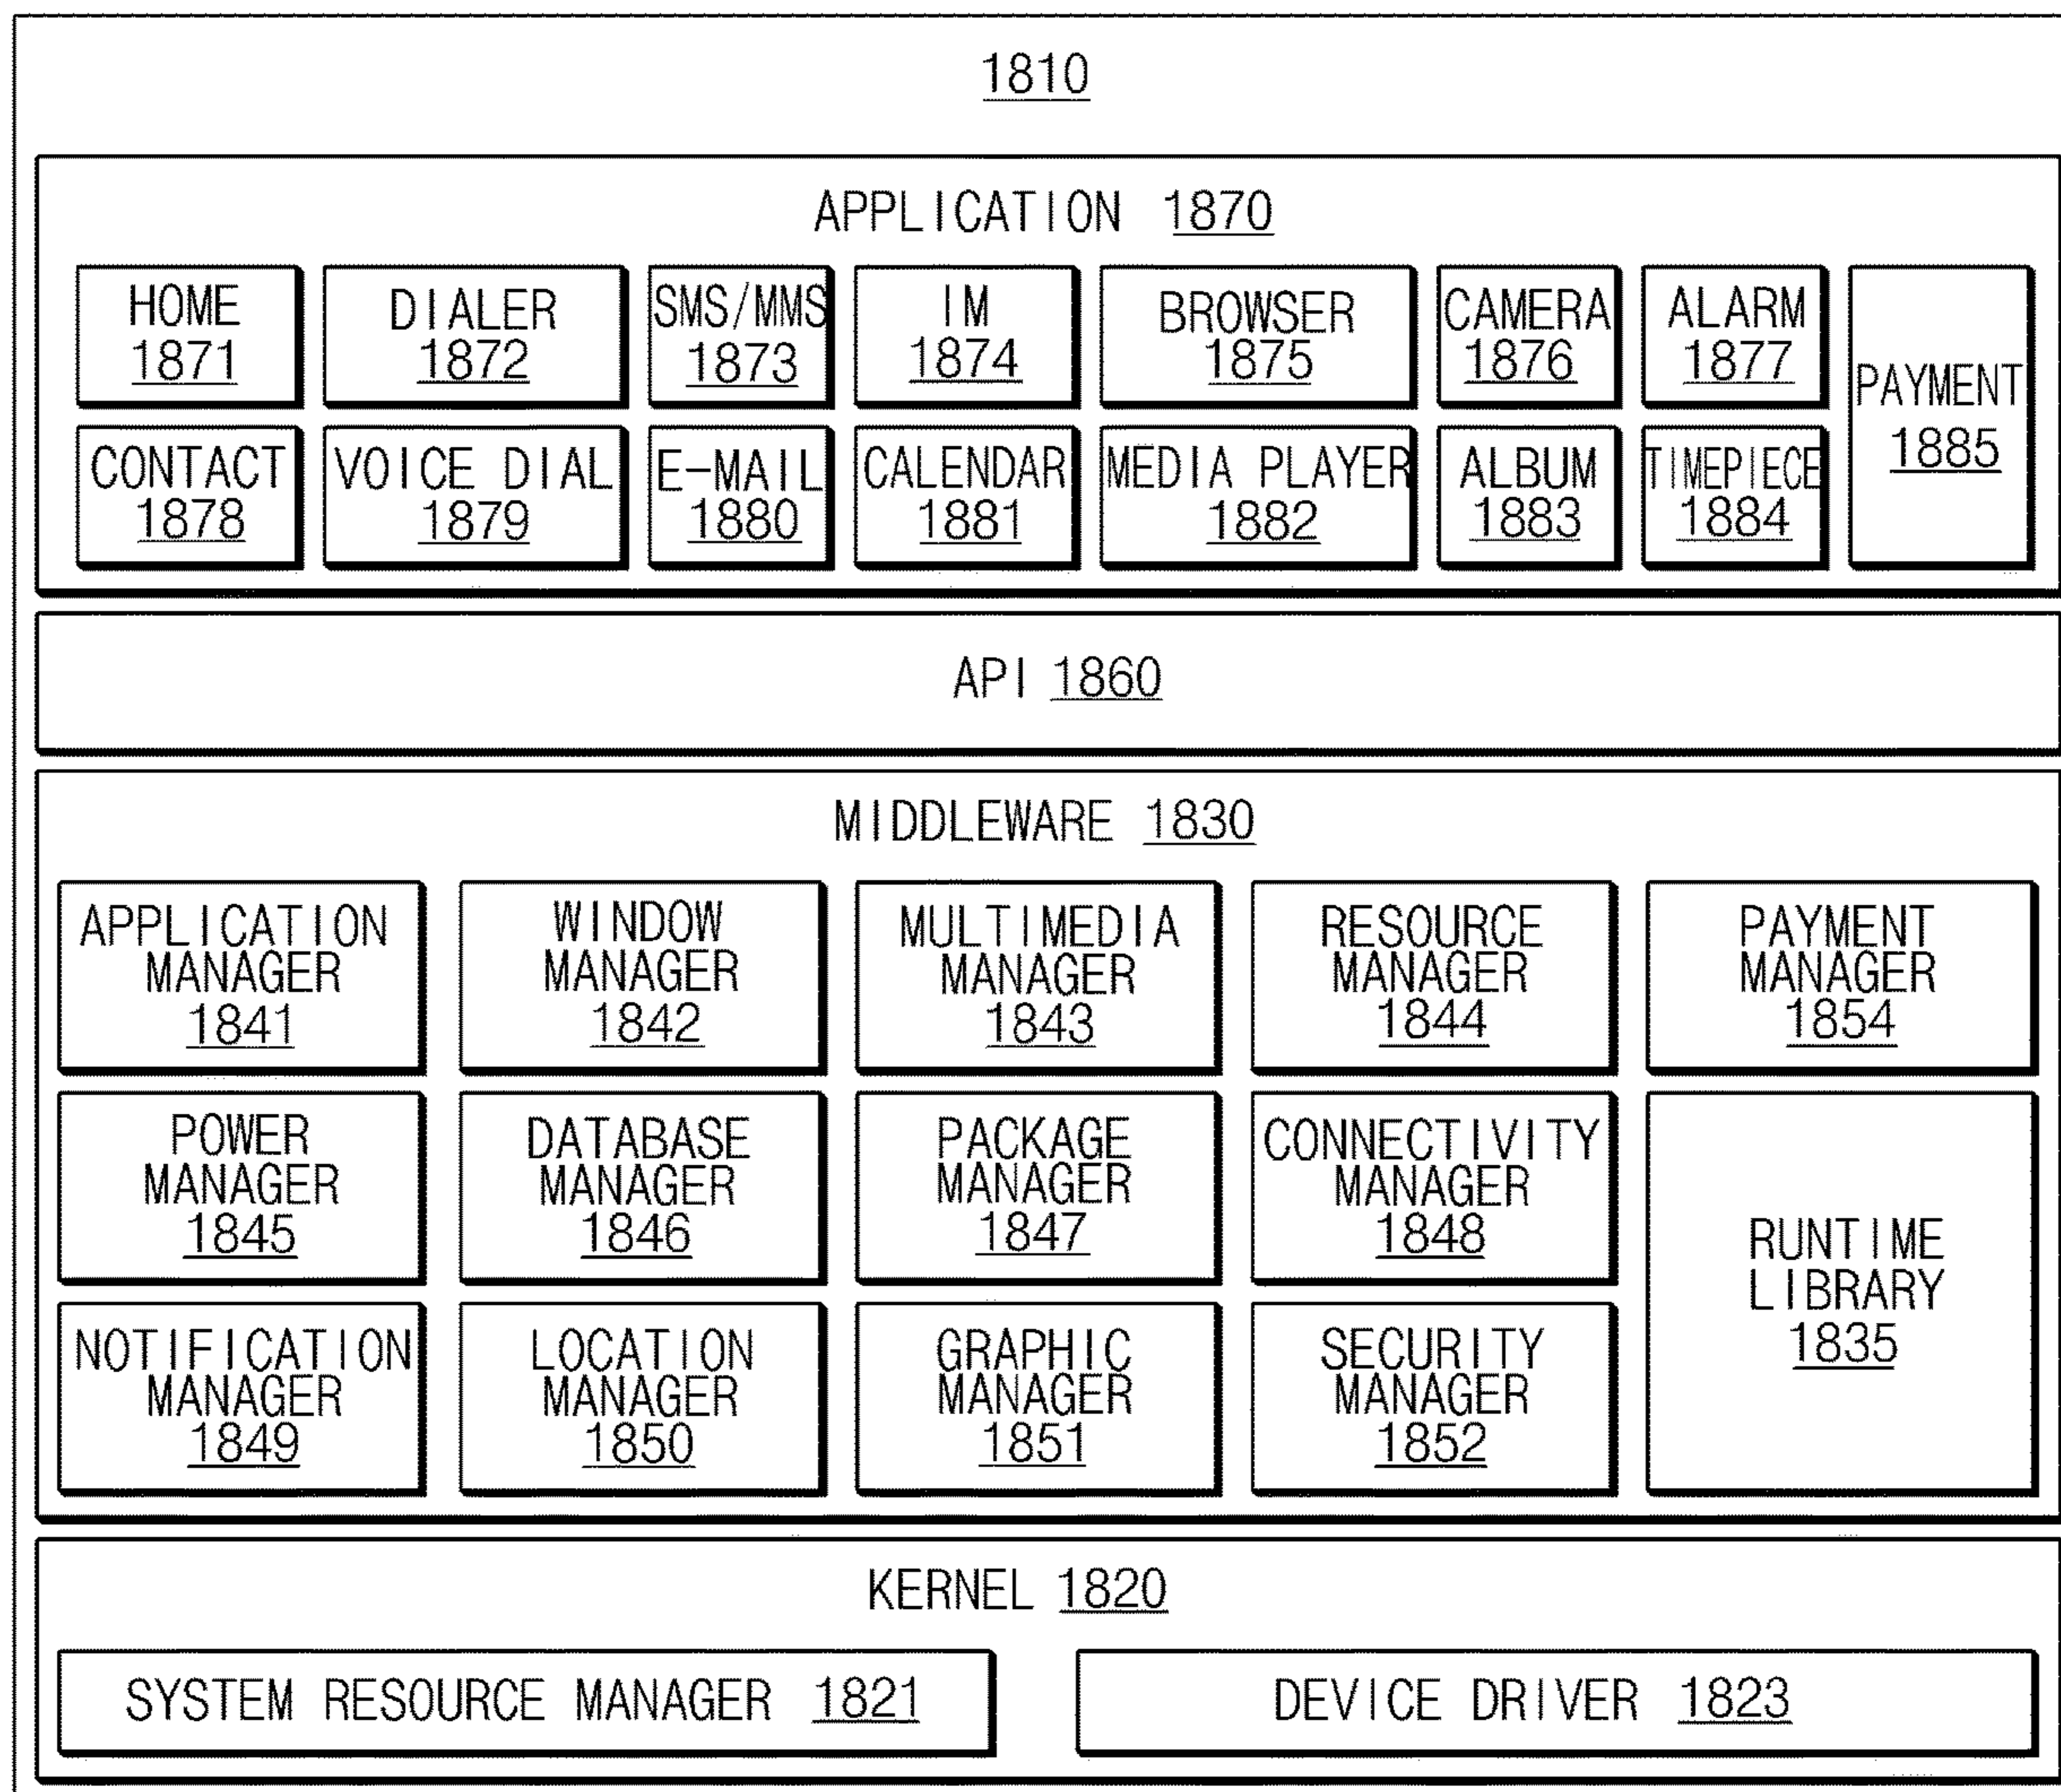 1810
APPLICATION 1870
HOME
1871
DIALER
1872
SMS/MMS
1873
IM
1874
BROWSER
1875
CAMERA
1876
ALARM
1877
PAYMENT
1885
CONTACT
1878
VOICE DIAL
1879
E-MAIL
1880
CALENDAR
1881
MEDIA PLAYER
1882
ALBUM
1883
TIMEPIECE
1884
API 1860
MIDDLEWARE 1830
APPLICATION
MANAGER
1841
WINDOW
MANAGER
1842
MULTIMEDIA
MANAGER
1843
RESOURCE
MANAGER
1844
PAYMENT
MANAGER
1854
POWER
MANAGER
1845
DATABASE
MANAGER
1846
PACKAGE
MANAGER
1847
CONNECTIVITY
MANAGER
1848
RUNTIME
LIBRARY
1835
NOTIFICATION
MANAGER
1849
LOCATION
MANAGER
1850
GRAPHIC
MANAGER
1851
SECURITY
MANAGER
1852
KERNEL 1820
SYSTEM RESOURCE MANAGER 1821
DEVICE DRIVER 1823